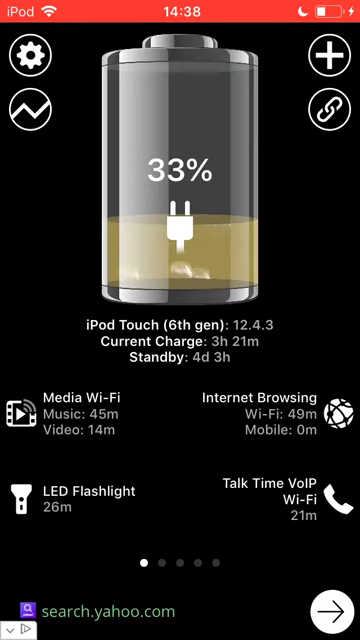 iPod 14:38
33%
iPod Touch (6th gen): 12.4.3
Current Charge: 3h 21m
Standby: 4d 3h
Media Wi-Fi
Music: 45m
Video: 14m
Internet Browsing
Wi-Fi: 49m
Mobile: 0m
LED Flashlight
26m
Talk Time VoIP
Wi-Fi
21m
search.yahoo.com